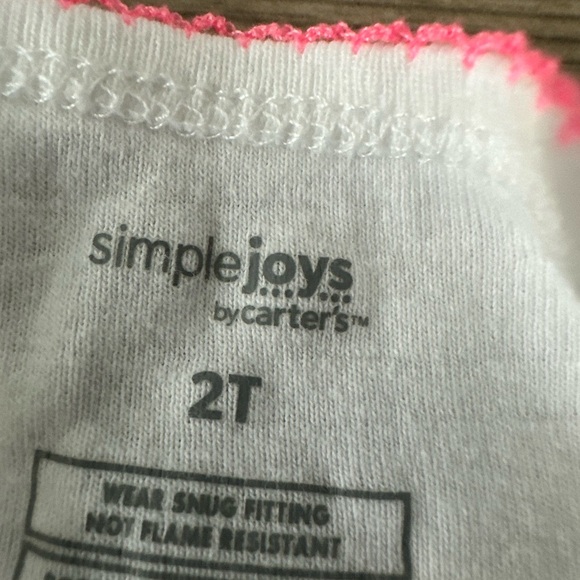 simplejoys
by carter's™
2T
WEAR SNUG FITTING
NOT FLAME RESISTANT